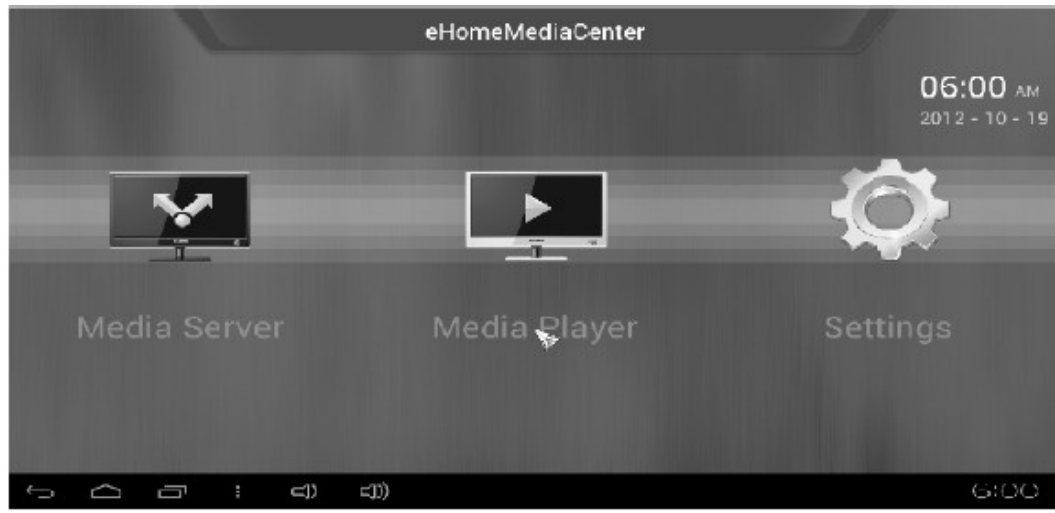 eHomeMediaCenter
06:00 AM
2012 - 10 - 19
Media Server
Media Player
Settings
6:00